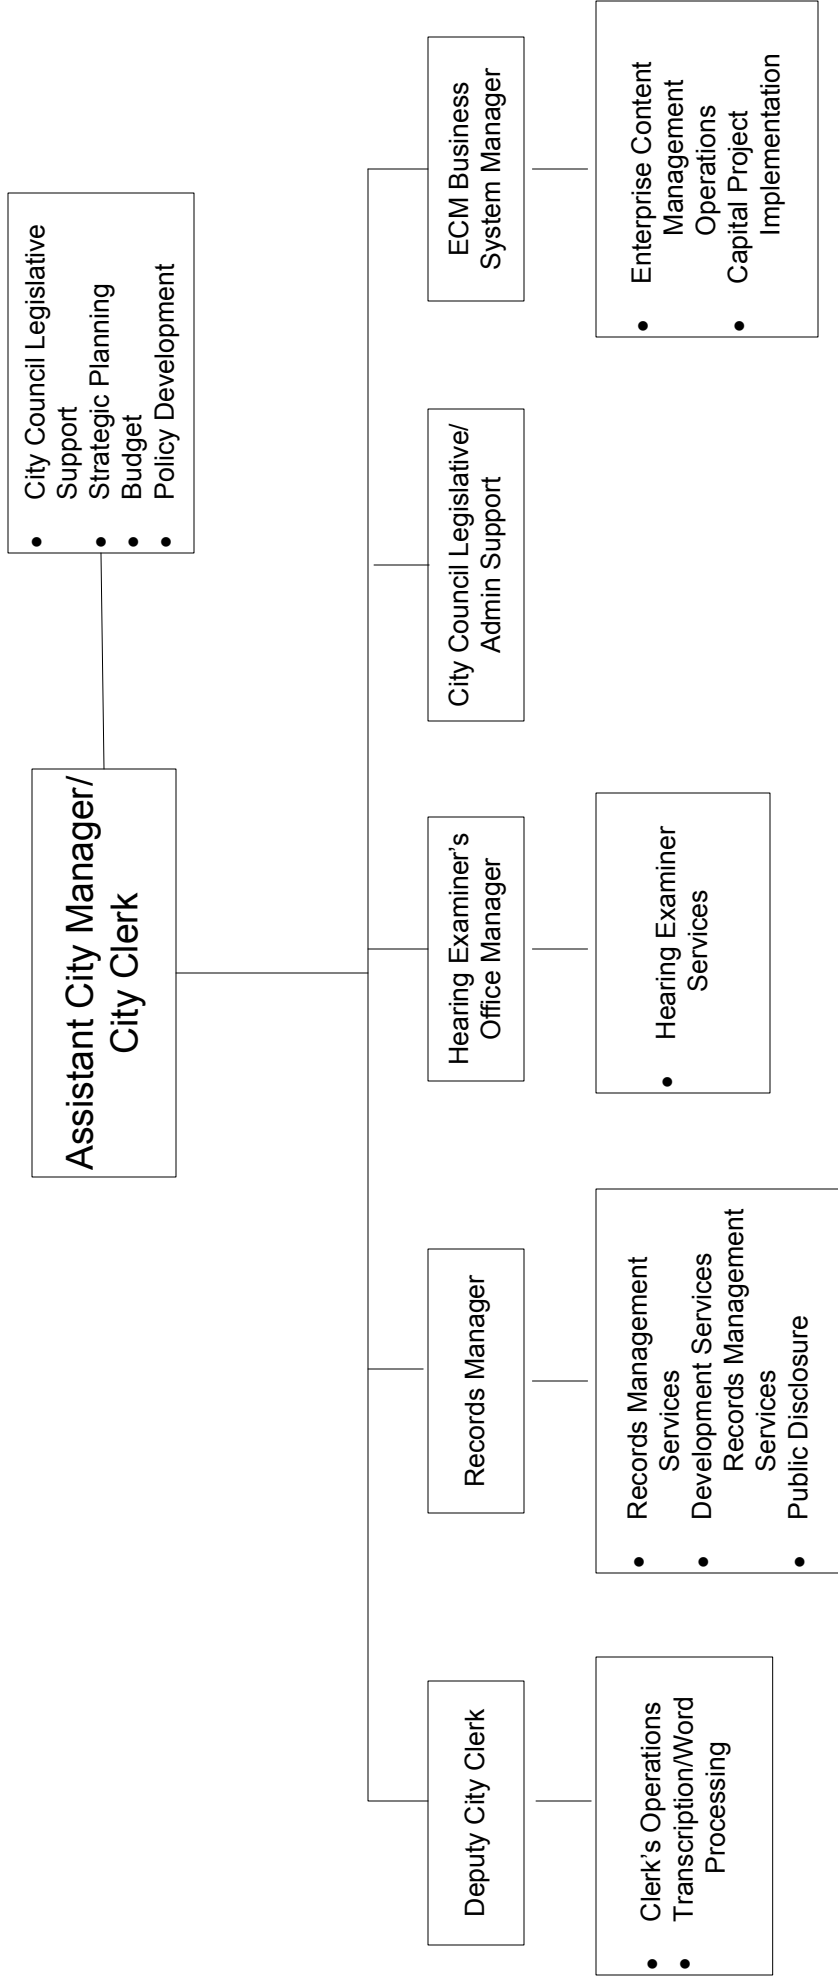 Assistant City Manager/
City Clerk
• City Council Legislative
Support
• Strategic Planning
• Budget
• Policy Development
Deputy City Clerk
• Clerk’s Operations
• Transcription/Word
Processing
Records Manager
• Records Management
Services
• Development Services
Records Management
Services
• Public Disclosure
Hearing Examiner’s
Office Manager
• Hearing Examiner
Services
City Council Legislative/
Admin Support
ECM Business
System Manager
• Enterprise Content
Management
Operations
• Capital Project
Implementation